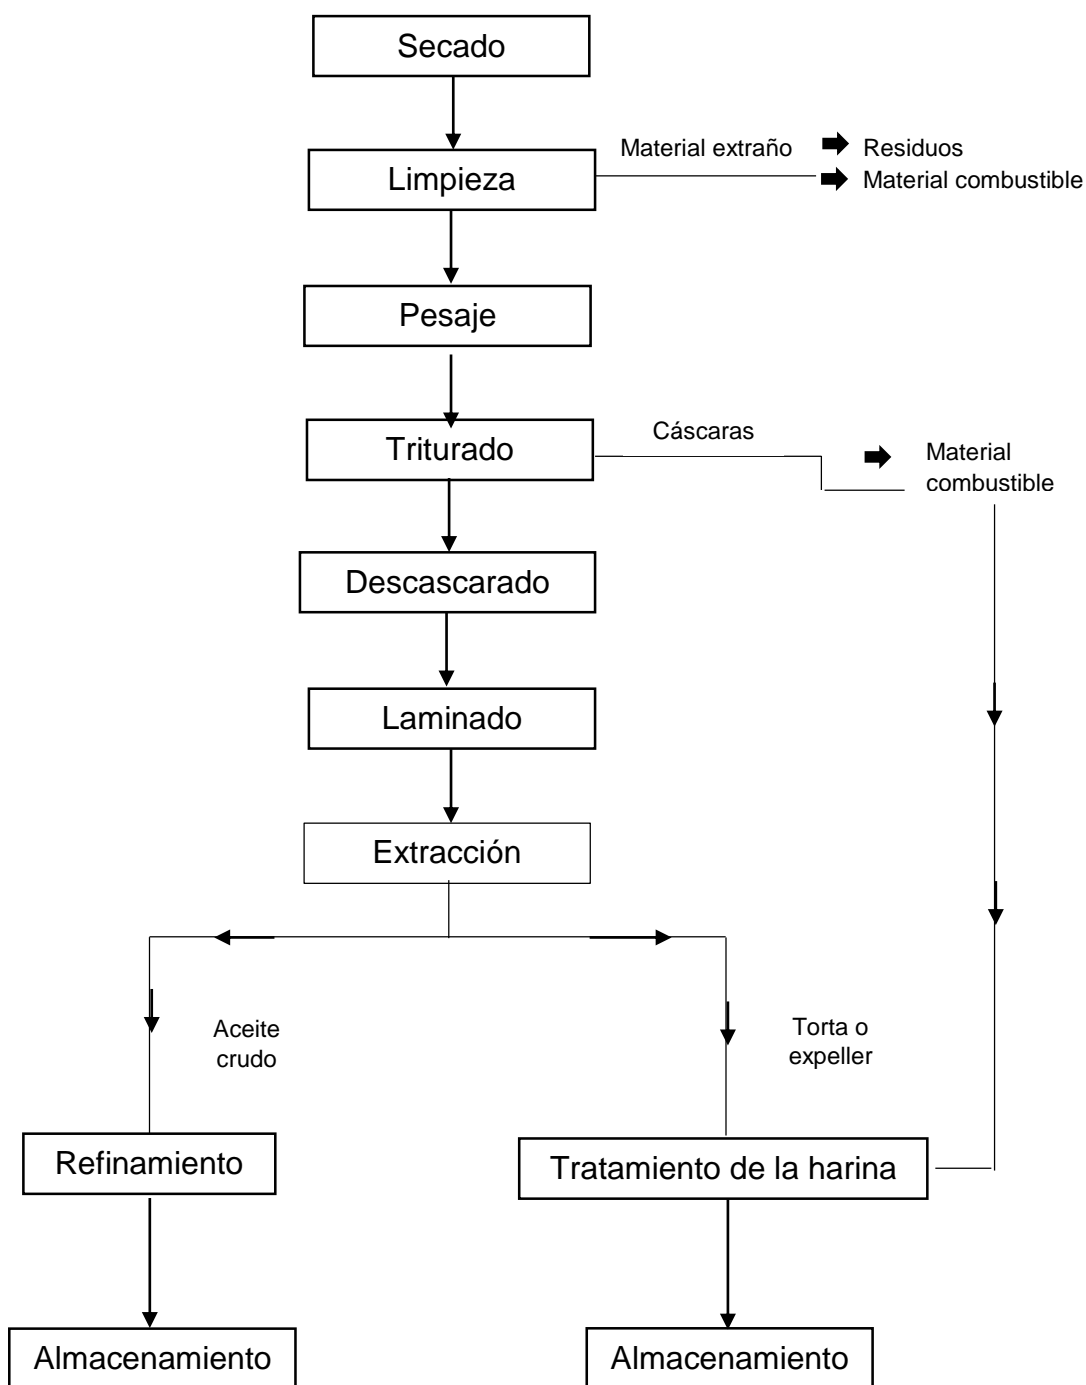 Secado
Material extraño
Residuos
Limpieza
Material combustible
Pesaje
Cáscaras
Triturado
Material
combustible
Descascarado
Laminado
Extracción
Aceite
crudo
Torta o
expeller
Refinamiento
Tratamiento de la harina
Almacenamiento
Almacenamiento